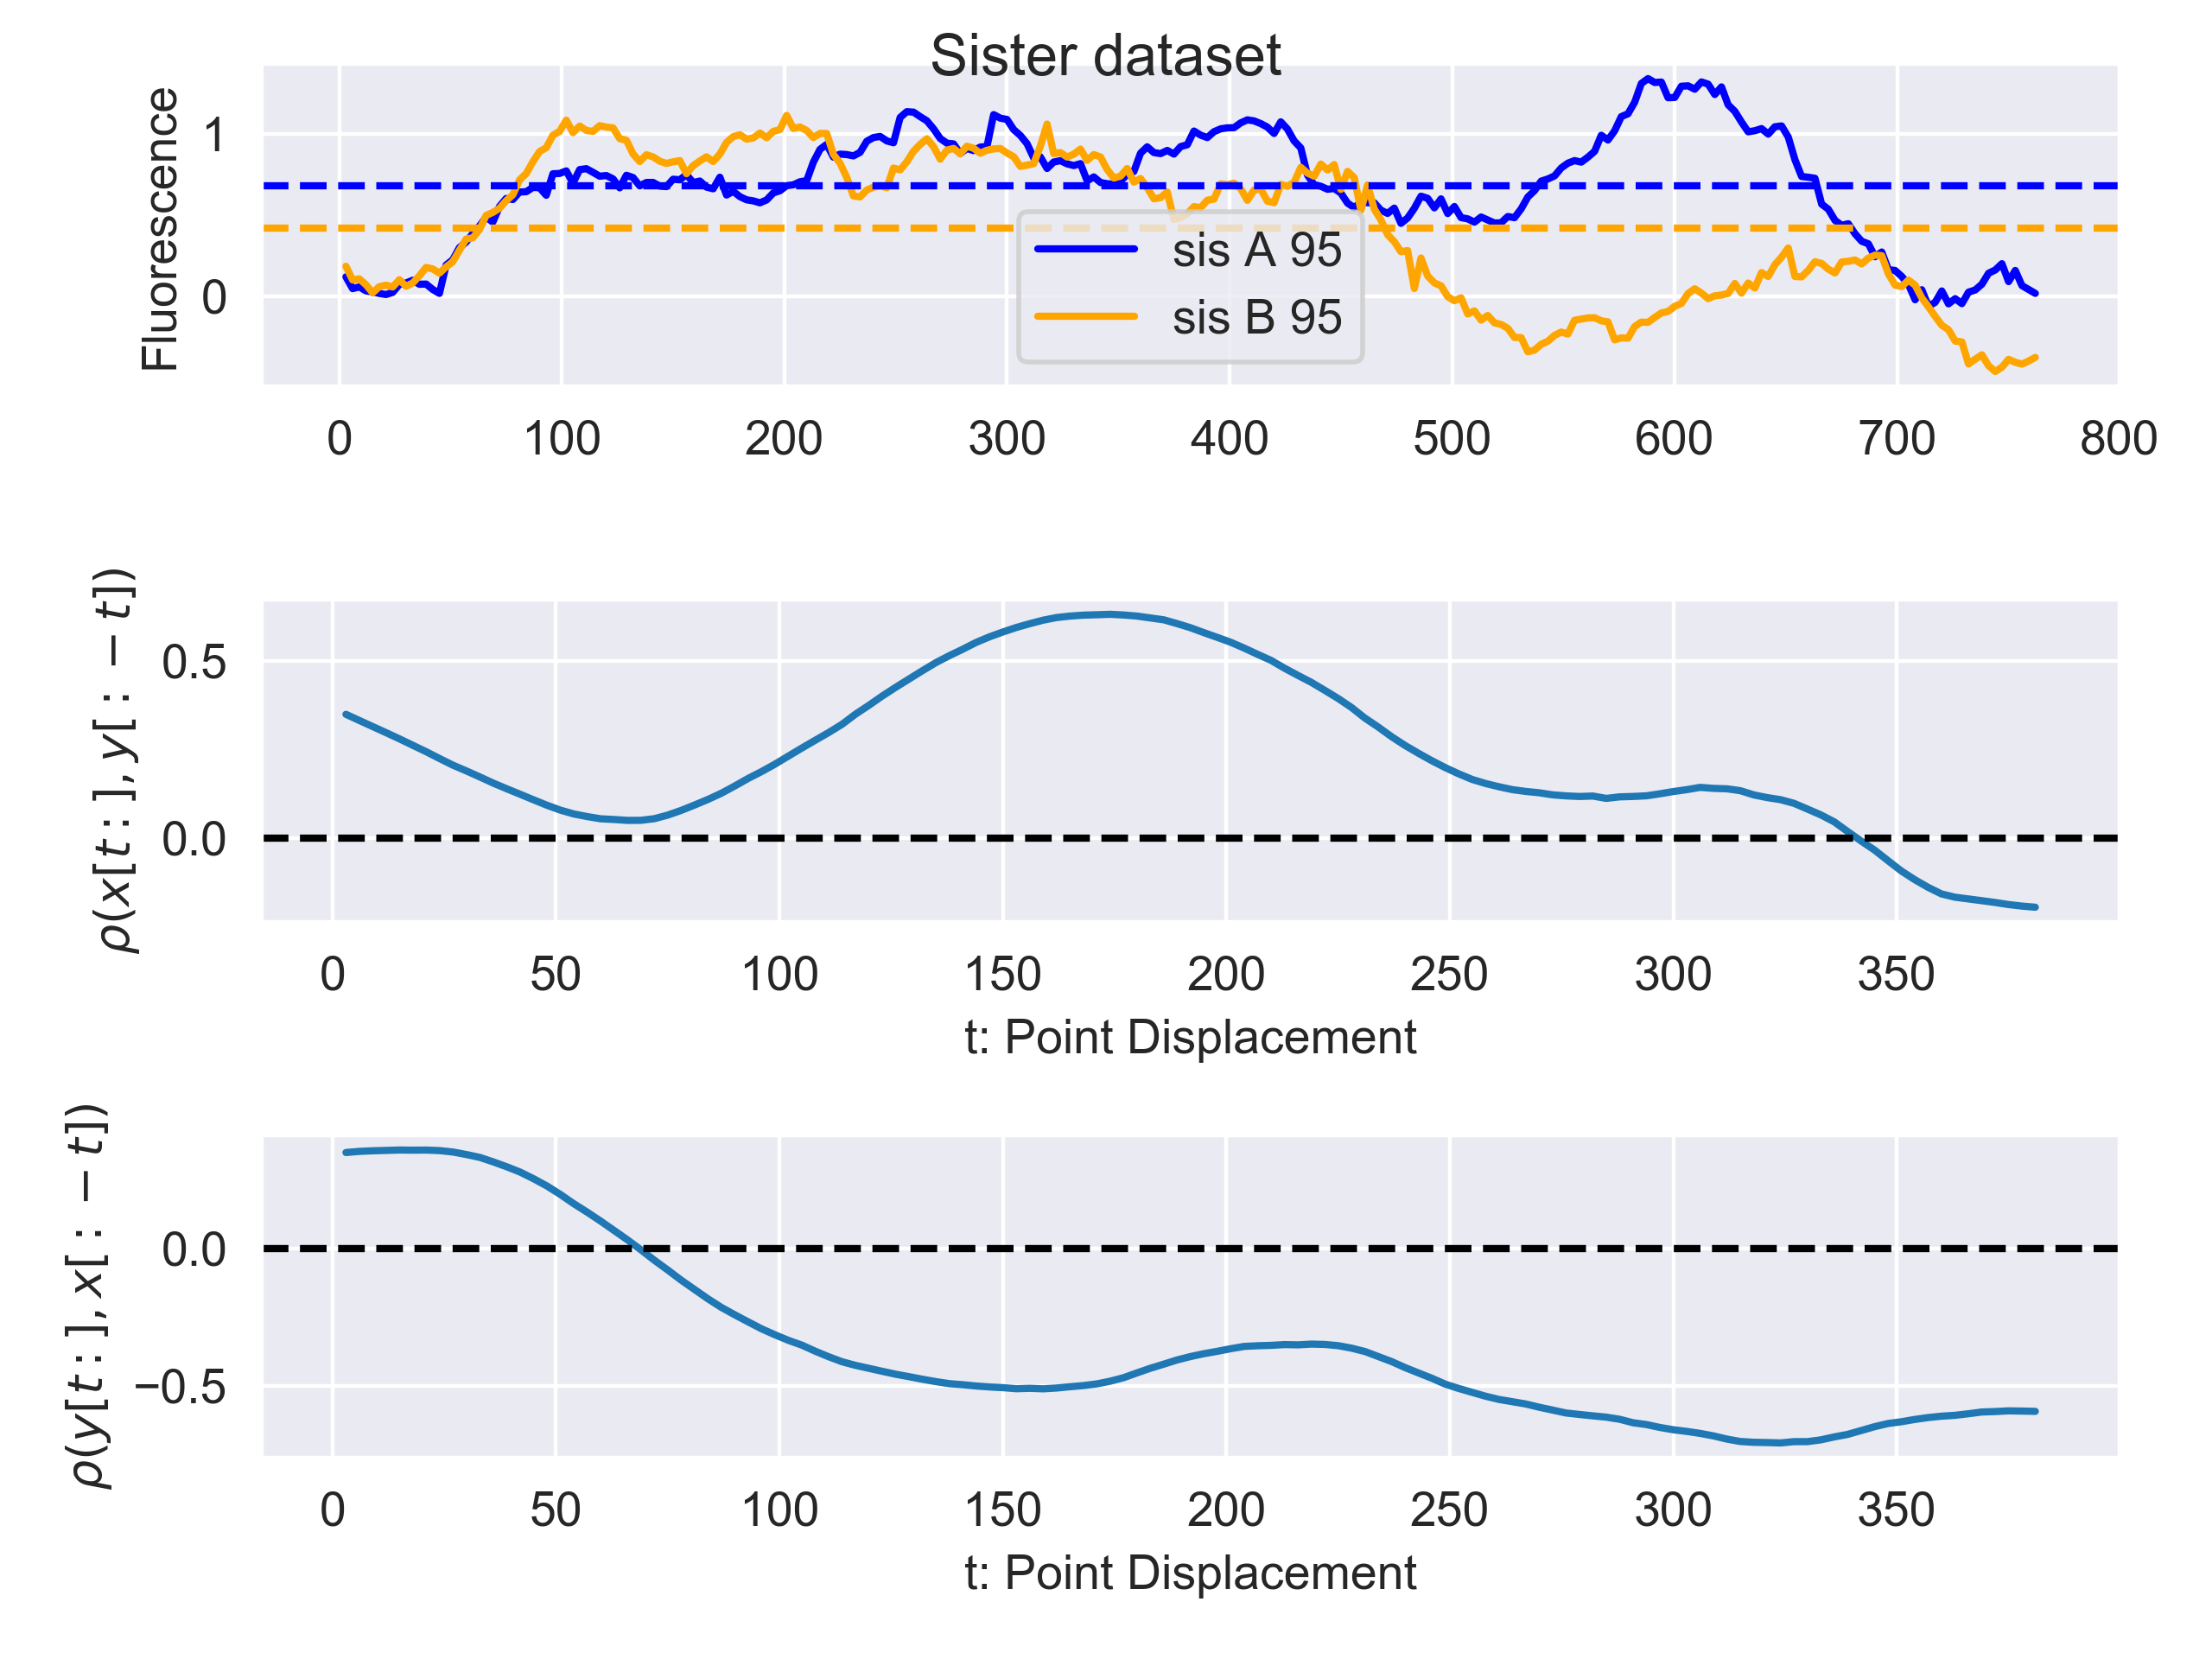 Sister dataset
Fluorescence
1
0
sis A 95
sis B 95
0 100 200 300 400 500 600 700 800
ρ(x[t:], y[: −t])
0.5
0.0
0 50 100 150 200 250 300 350
t: Point Displacement
ρ(y[t:], x[: −t])
0.0
−0.5
0 50 100 150 200 250 300 350
t: Point Displacement